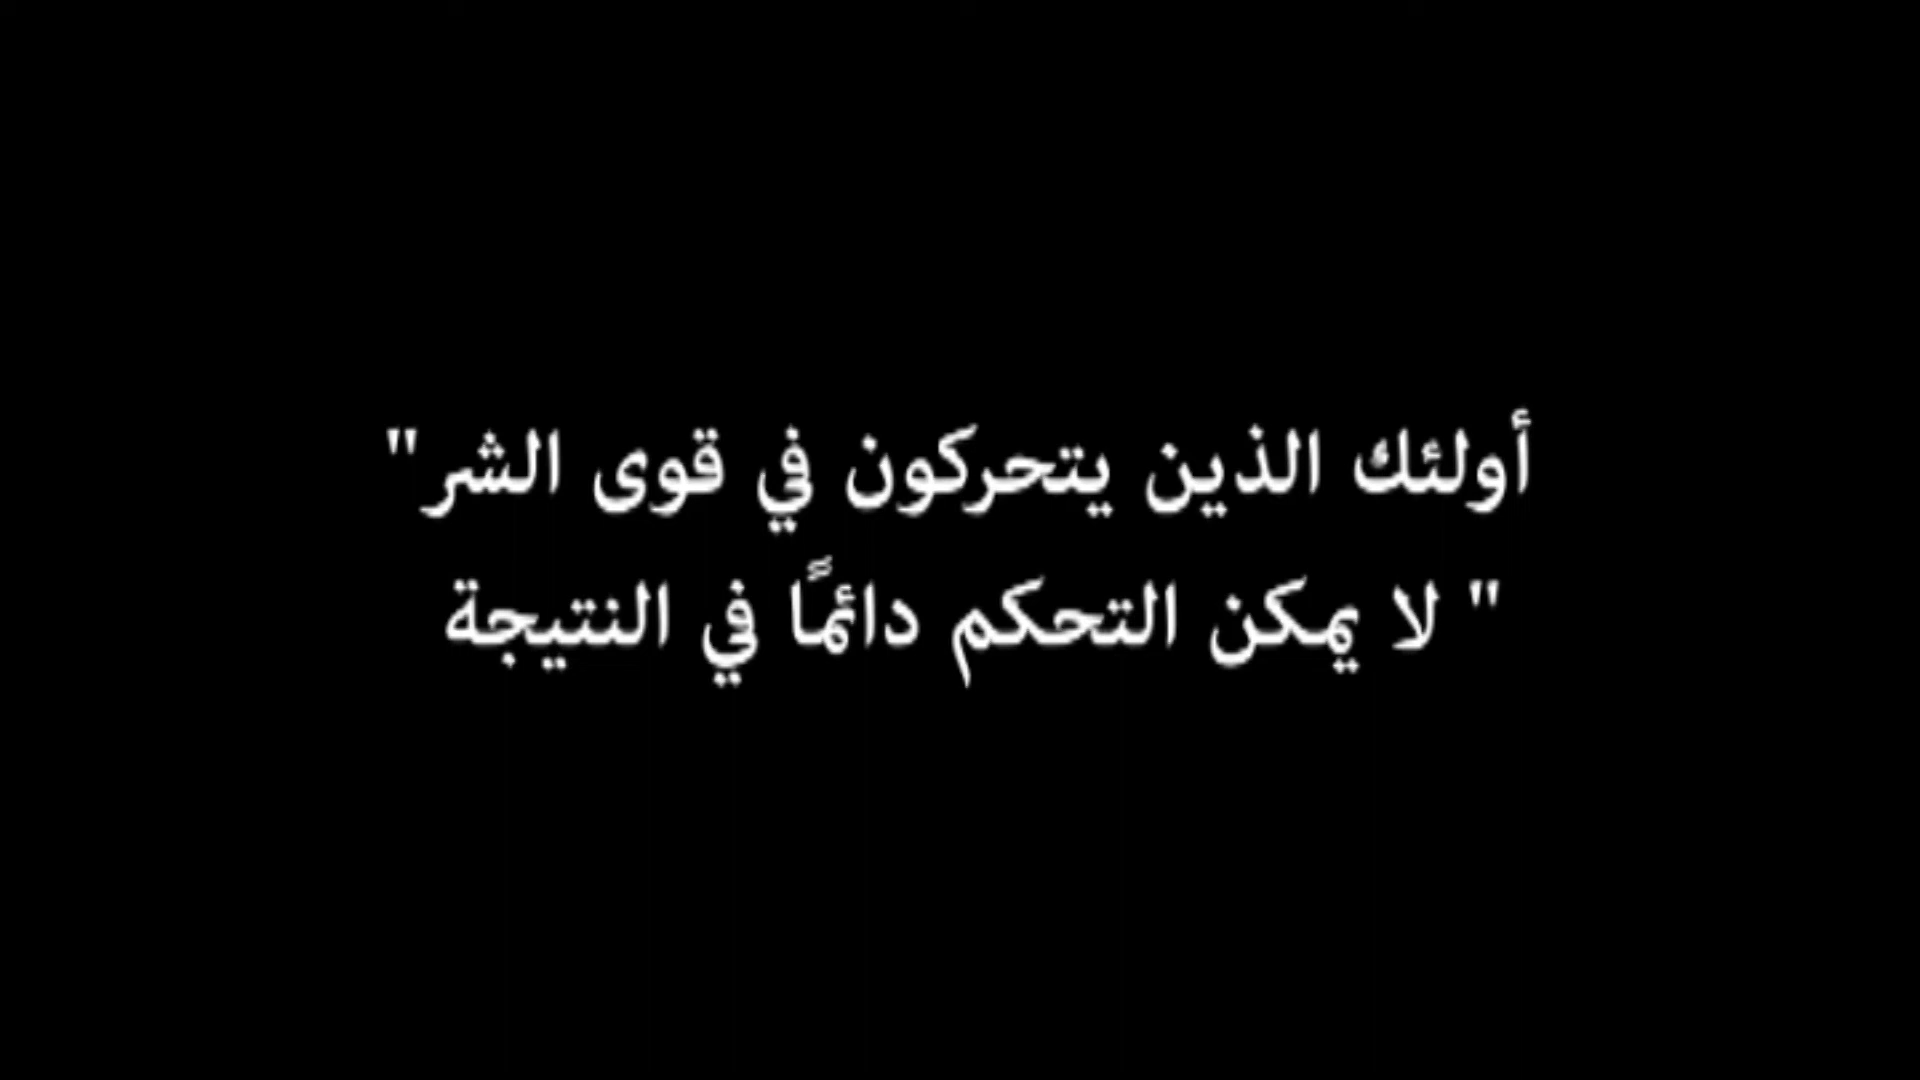 أولئك الذين يتحركون في قوى الشر"
" لا يمكن التحكم دائمًا في النتيجة